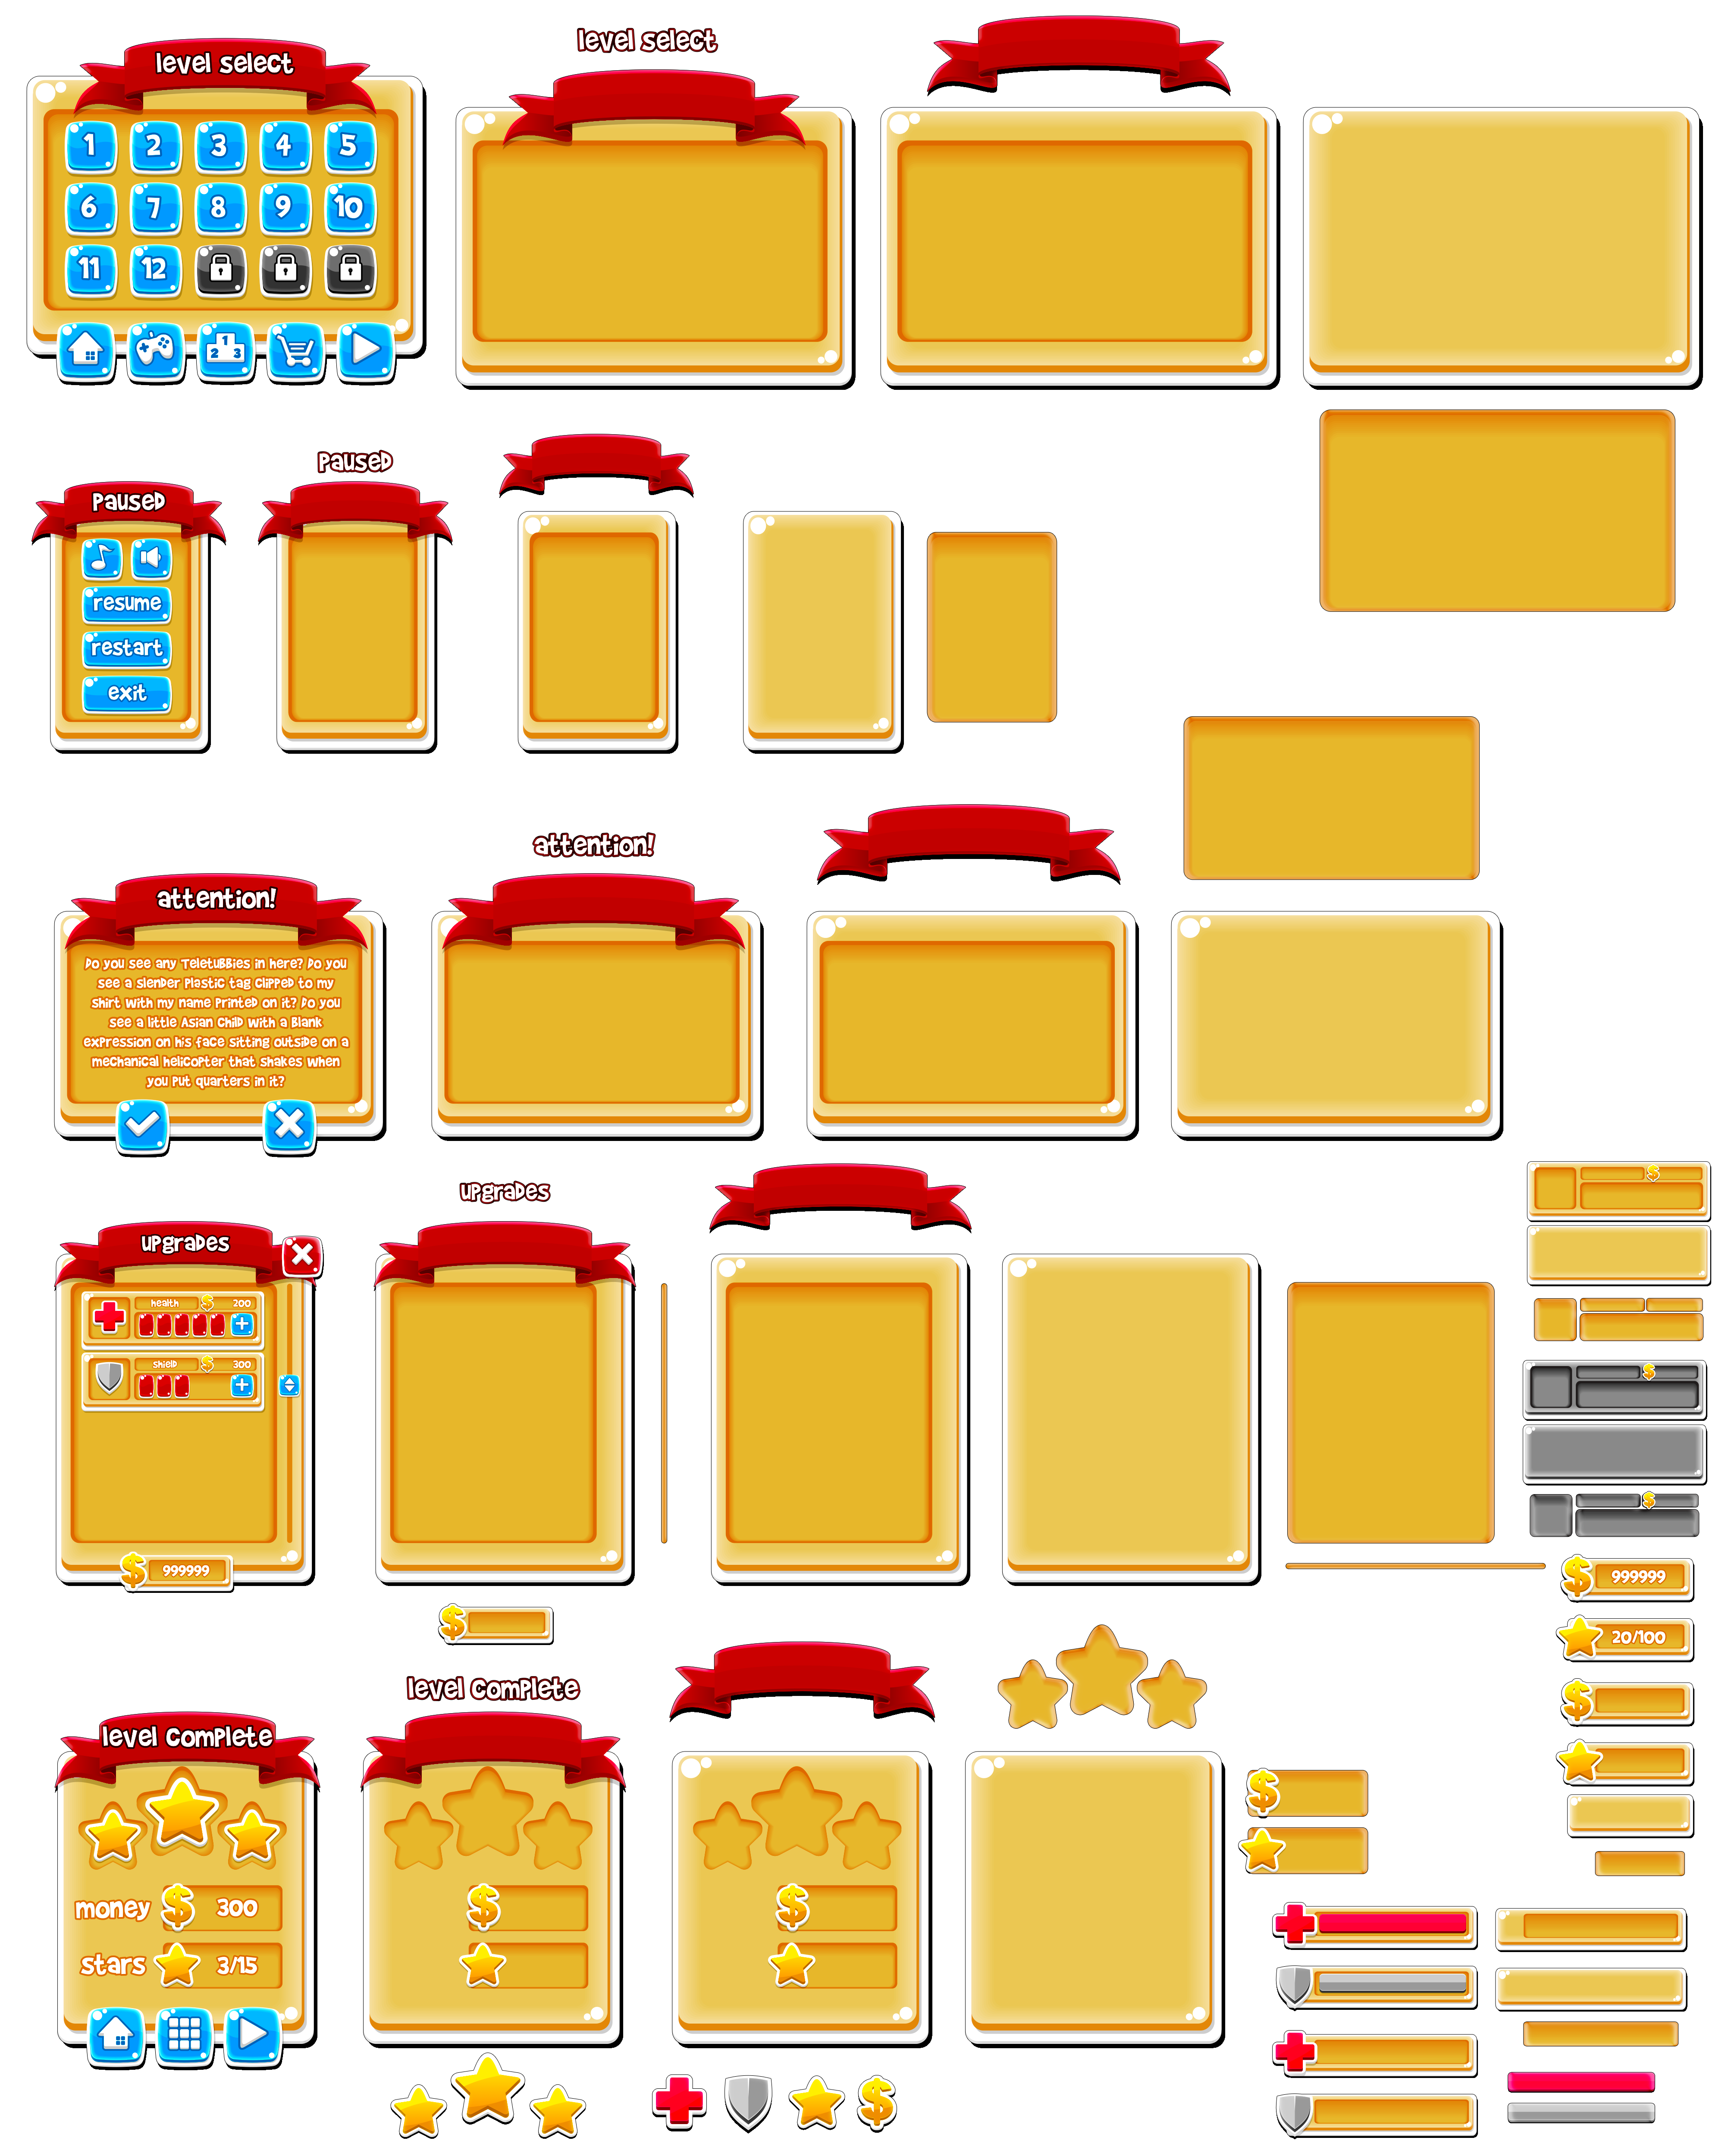 level select
level select
1 2 3 4 5
6 7 8 9 10
11 12
1
2 3
Paused
Paused
resume
restart
exit
attention!
attention!
Do you see any Teletubbies in here? Do you
see a slender plastic tag clipped to my
shirt with my name printed on it? Do you
see a little Asian child with a blank
expression on his face sitting outside on a
mechanical helicopter that shakes when
you put quarters in it?
upgrades
upgrades
health $ 200
shield $ 300
$ 999999
$
$
$
$ 999999
20/100
$
$
level complete
level complete
money $ 300
stars 3/15
$
$
$
$